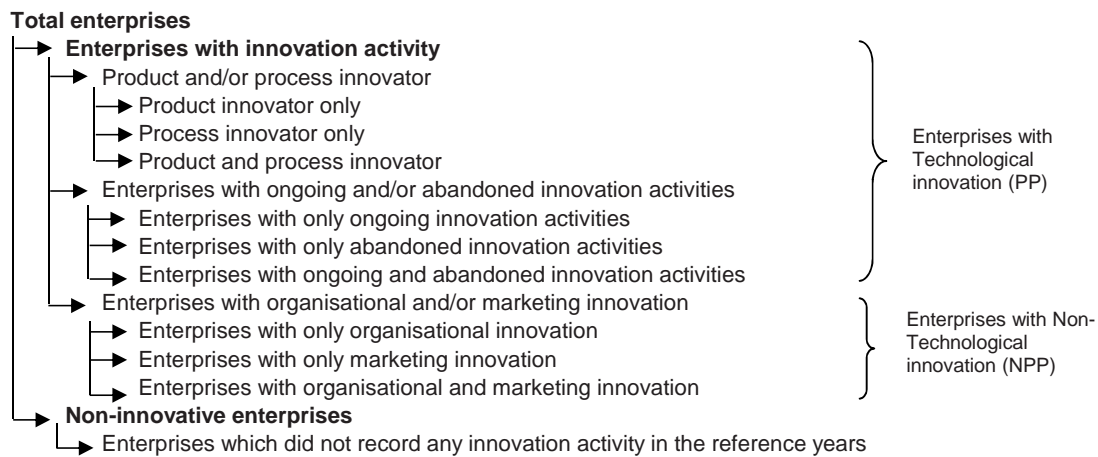 Total enterprises
Enterprises with innovation activity
Product and/or process innovator
Product innovator only
Process innovator only
Product and process innovator
Enterprises with ongoing and/or abandoned innovation activities
Enterprises with only ongoing innovation activities
Enterprises with only abandoned innovation activities
Enterprises with ongoing and abandoned innovation activities
Enterprises with organisational and/or marketing innovation
Enterprises with only organisational innovation
Enterprises with only marketing innovation
Enterprises with organisational and marketing innovation
Non-innovative enterprises
Enterprises which did not record any innovation activity in the reference years
Enterprises with
Technological
innovation (PP)
Enterprises with Non-
Technological
innovation (NPP)